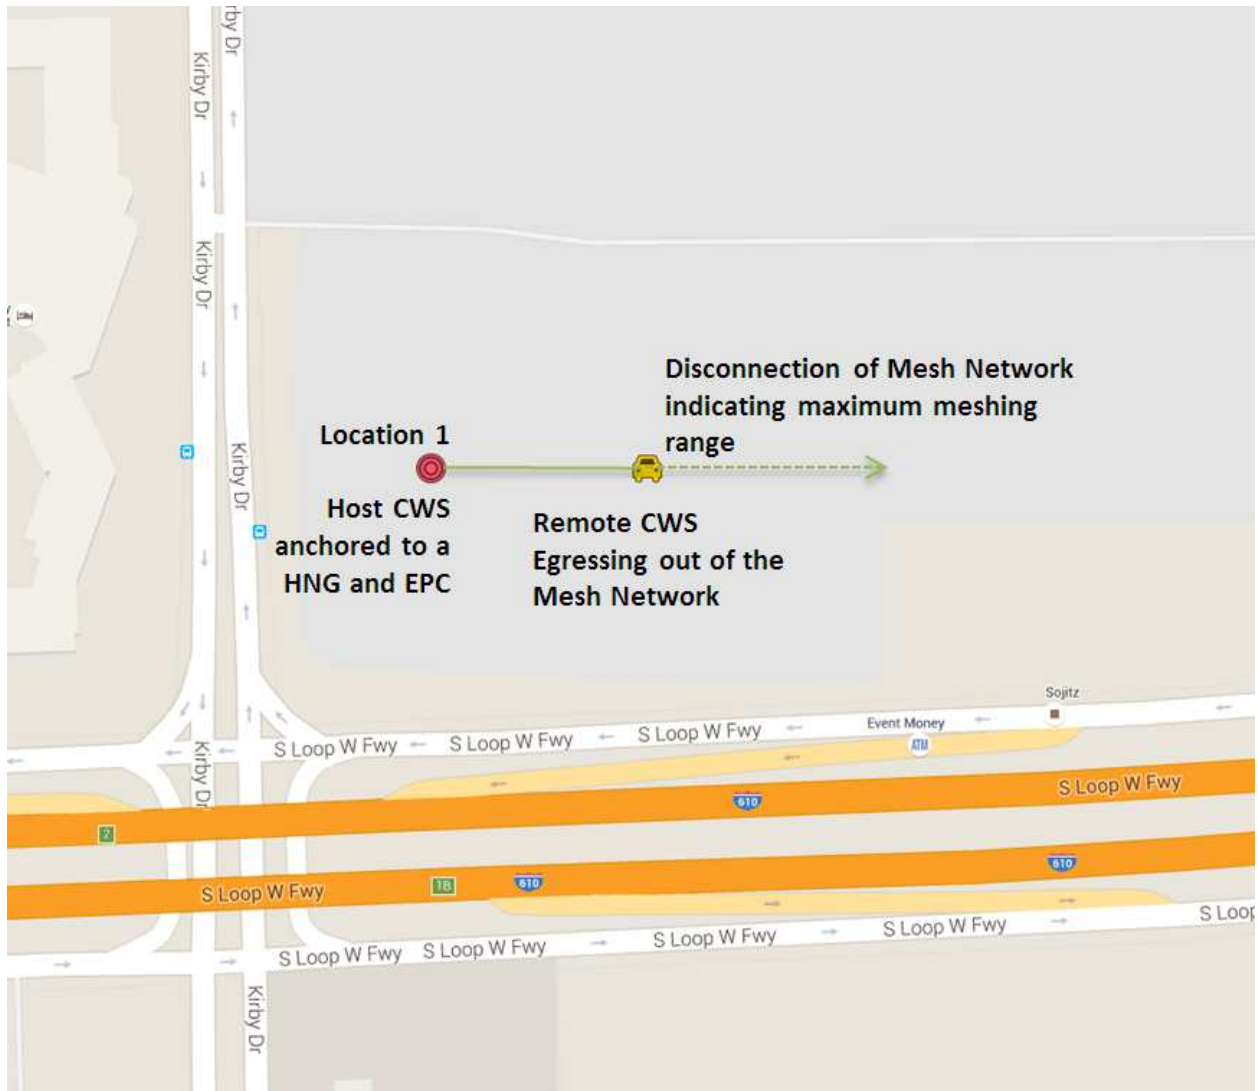 rby Dr
Kirby Dr
Kirby Dr
Disconnection of Mesh Network
indicating maximum meshing
range
Location 1
Kirby Dr
Host CWS
anchored to a
HNG and EPC
Remote CWS
Egressing out of the
Mesh Network
Sojitz
Event Money
ATM
S Loop W Fwy
S Loop W Fwy
S Loop W Fwy
Kirby Dr
S Loop W Fwy
610
2
610
1B
610
S Loop W Fwy
S Loop
S Loop W Fwy
S Loop W Fwy
S Loop W Fwy
S Loop W Fwy
Kirby Dr